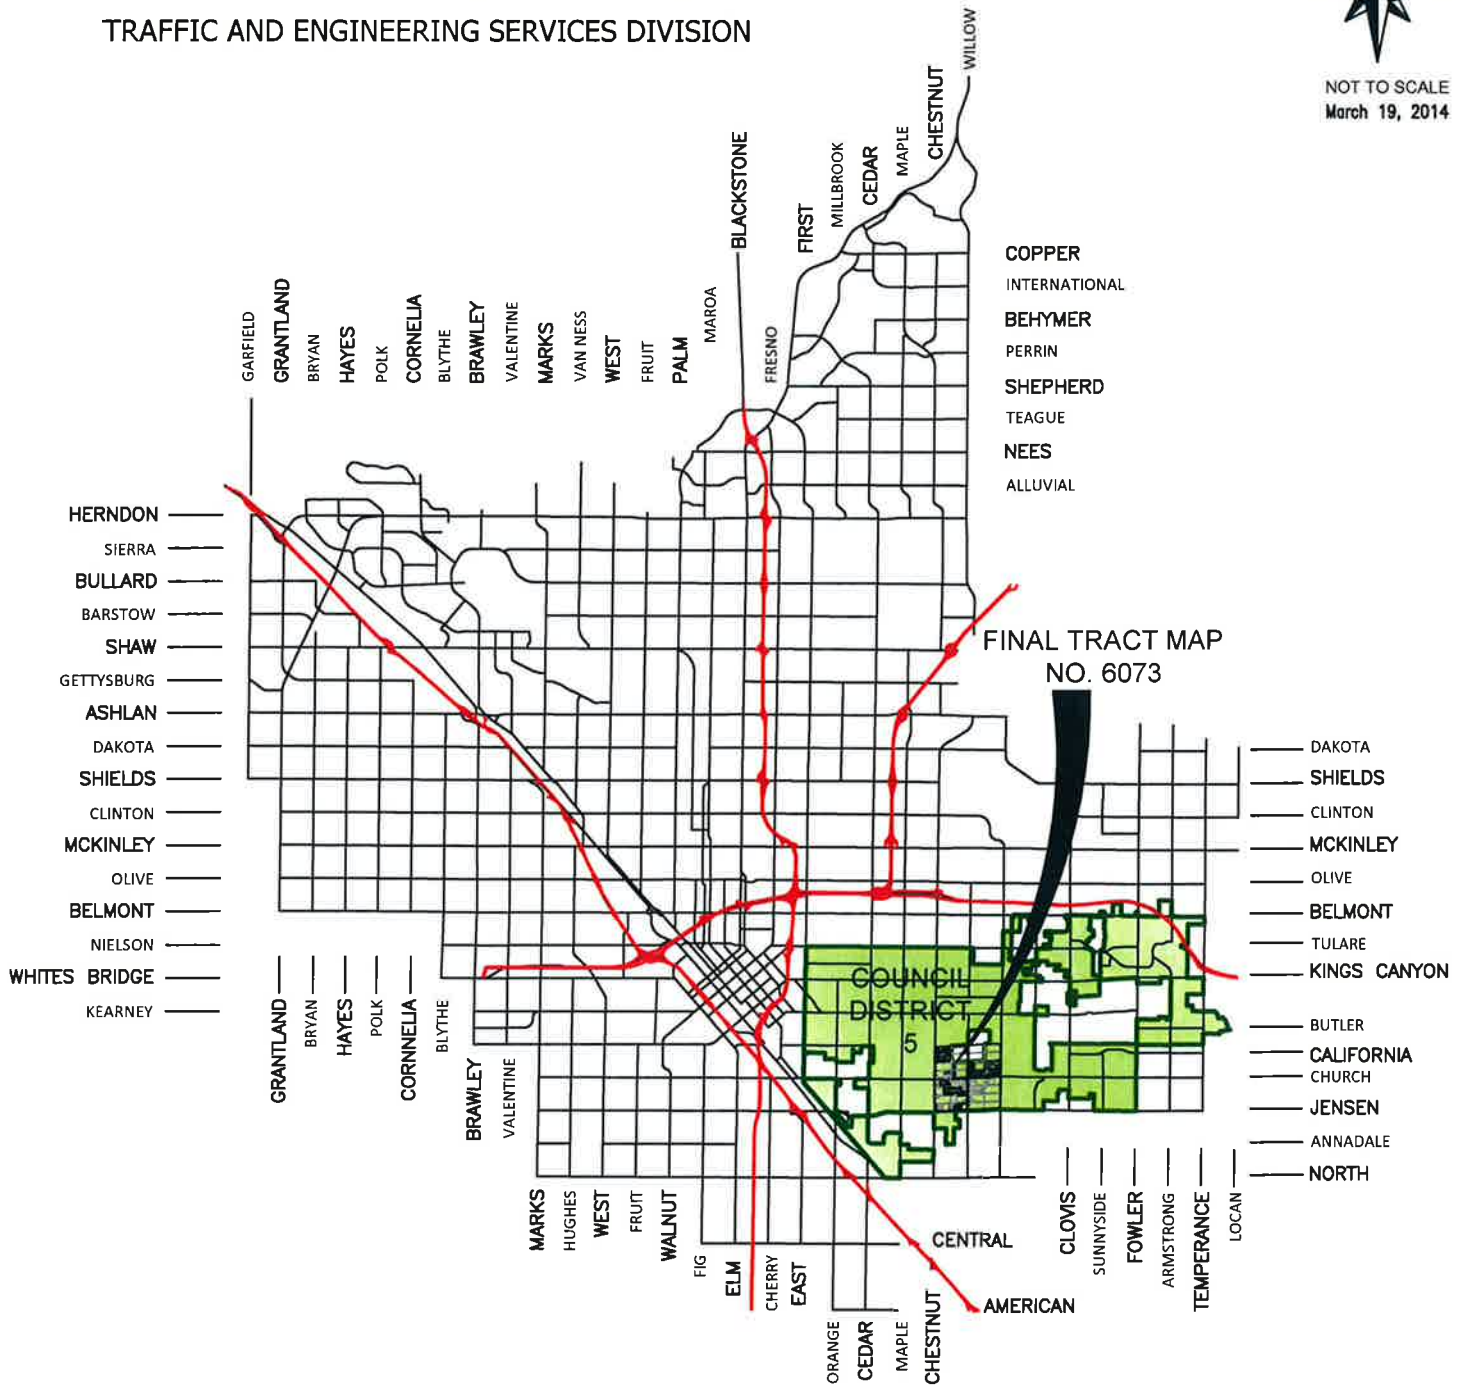 TRAFFIC AND ENGINEERING SERVICES DIVISION
NOT TO SCALE
March 19, 2014
WILLOW
CHESTNUT
MAPLE
CEDAR
MILLBROOK
FIRST
BLACKSTONE
FRESNO
MAROA
PALM
FRUIT
WEST
VAN NESS
MARKS
VALENTINE
BRAWLEY
BLYTHE
CORNELIA
POLK
HAYES
BRYAN
GRANTLAND
GARFIELD
COPPER
INTERNATIONAL
BEHYMER
PERRIN
SHEPHERD
TEAGUE
NEES
ALLUVIAL
HERNDON
SIERRA
BULLARD
BARSTOW
SHAW
GETTYSBURG
ASHLAN
DAKOTA
SHIELDS
CLINTON
MCKINLEY
OLIVE
BELMONT
NIELSON
WHITES BRIDGE
KEARNEY
FINAL TRACT MAP
NO. 6073
DAKOTA
SHIELDS
CLINTON
MCKINLEY
OLIVE
BELMONT
TULARE
KINGS CANYON
BUTLER
CALIFORNIA
CHURCH
JENSEN
ANNADALE
NORTH
COUNCIL
DISTRICT
5
GRANTLAND
BRYAN
HAYES
POLK
CORNELIA
BLYTHE
BRAWLEY
VALENTINE
MARKS
HUGHES
WEST
FRUIT
WALNUT
FIG
ELM
CHERRY
EAST
ORANGE
CEDAR
MAPLE
CHESTNUT
CENTRAL
AMERICAN
CLOVIS
SUNNYSIDE
FOWLER
ARMSTRONG
TEMPERANCE
LOCAN